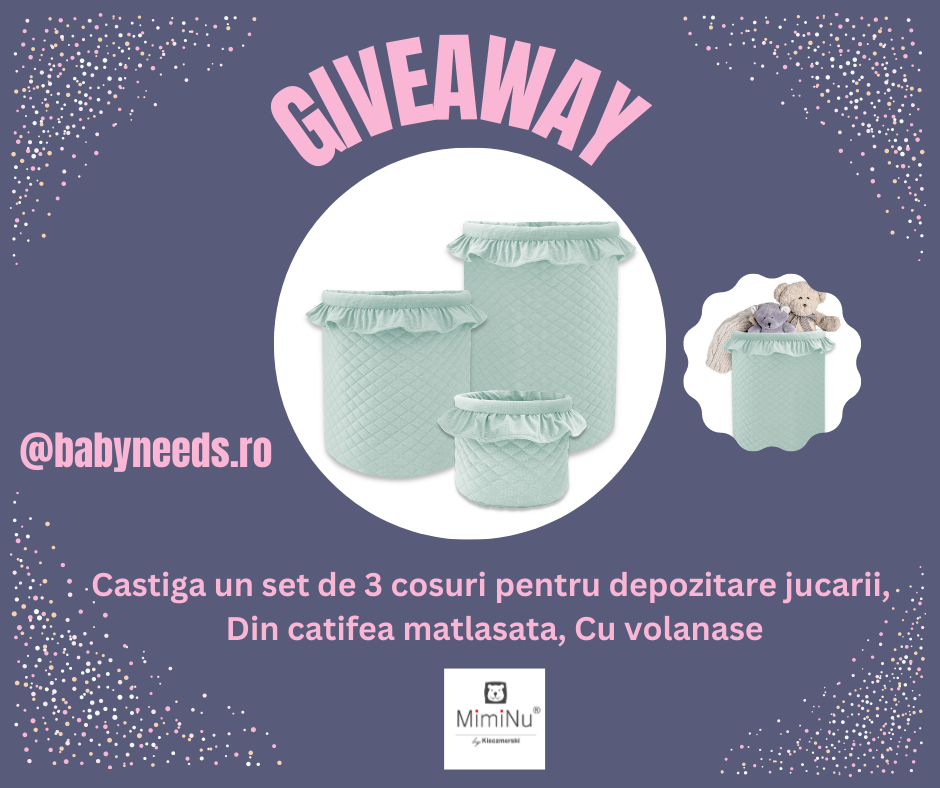 GIVEAWAY
@babyneeds.ro
Castiga un set de 3 cosuri pentru depozitare jucarii,
Din catifea matlasata, Cu volanase
MimiNu®
by Kieczmerski